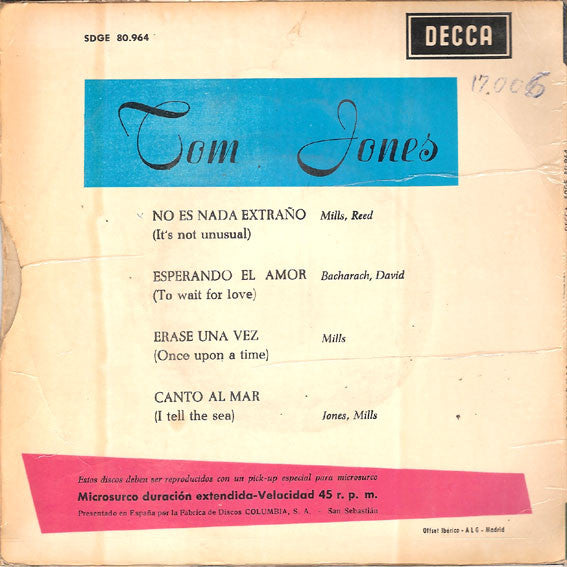 SDGE 80.964
DECCA
17.006
Tom Jones
NO ES NADA EXTRAÑO Mills, Reed
(It's not unusual)
ESPERANDO EL AMOR Bacharach, David
(To wait for love)
ERASE UNA VEZ Mills
(Once upon a time)
CANTO AL MAR
(I tell the sea) Jones, Mills
Estos discos deben ser reproducidos con un pick-up especial para microsurco
Microsurco duración extendida-Velocidad 45 r. p. m.
Presentado en España por la Fábrica de Discos COLUMBIA, S. A. - San Sebastián
Offset Ibérico - A L G - Madrid